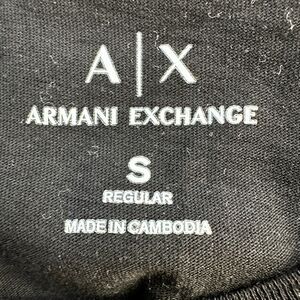 A|X
ARMANI EXCHANGE
S
REGULAR
MADE IN CAMBODIA